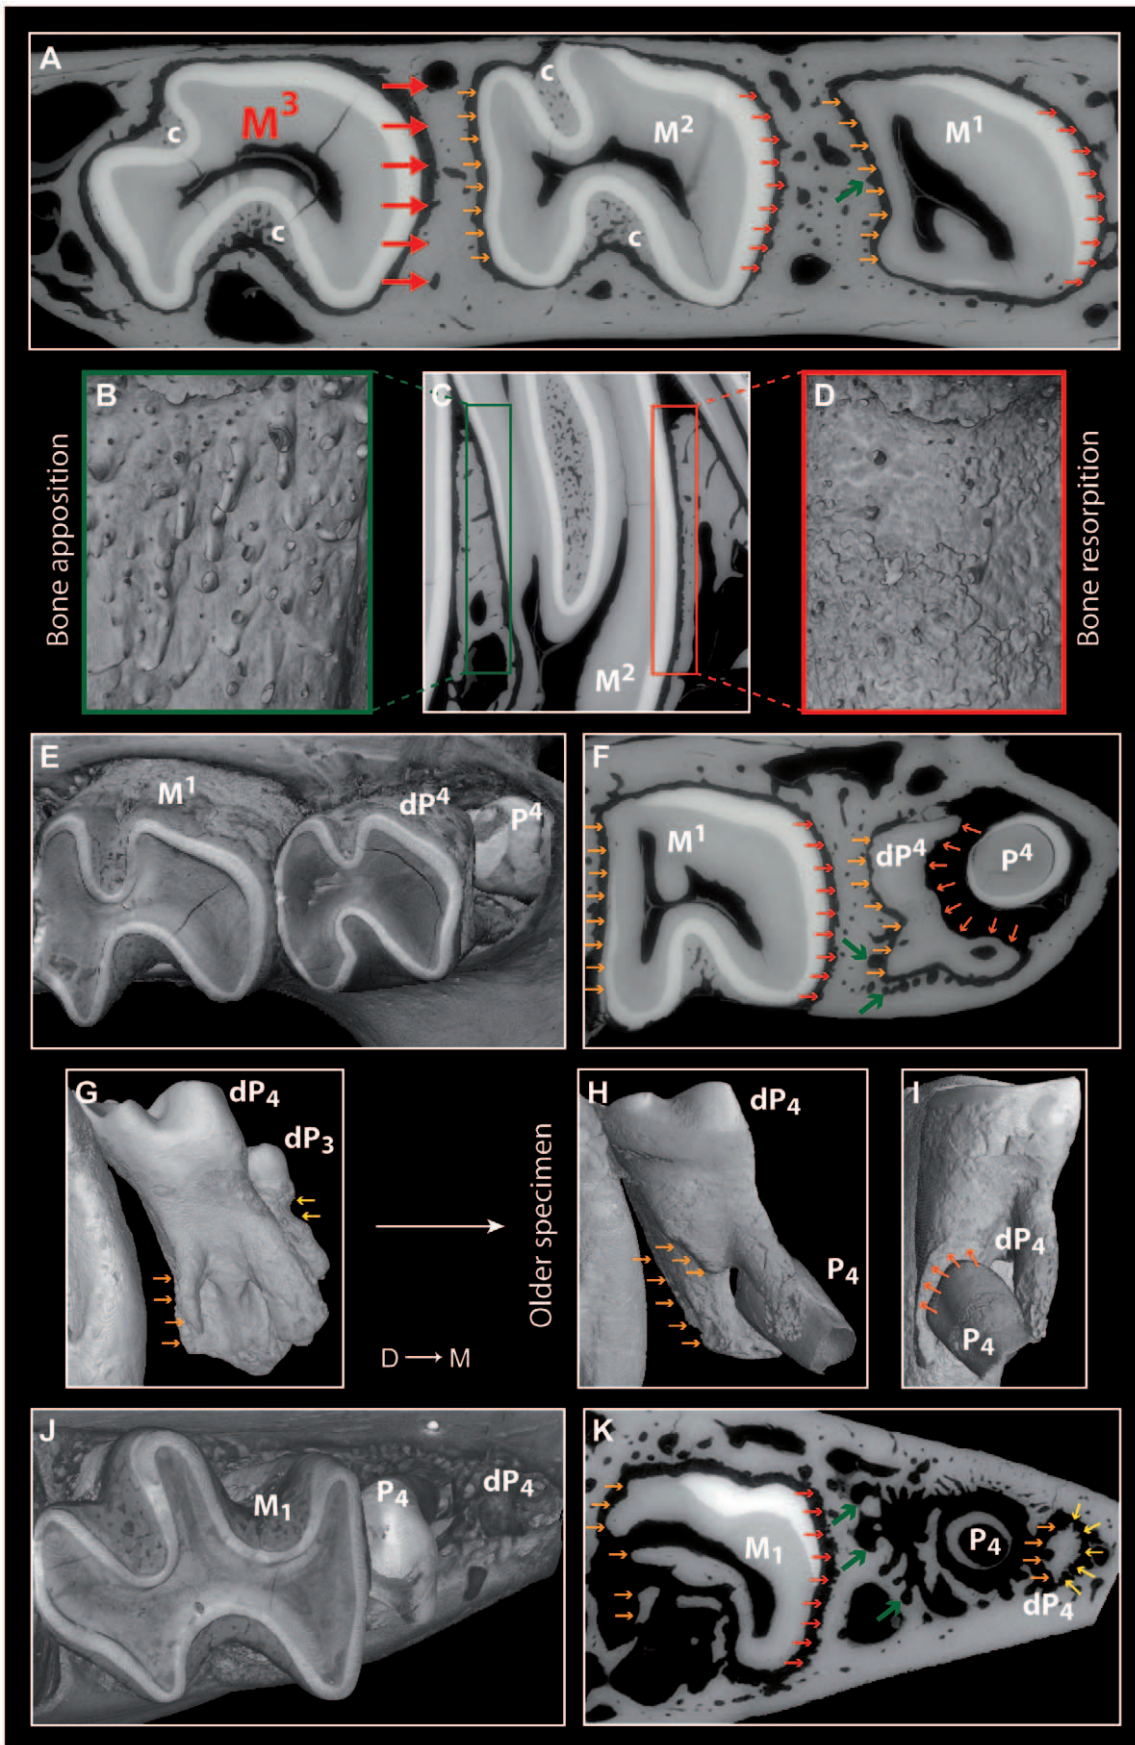 A
c
M³
c
c
M²
M¹
B
Bone apposition
C
M²
D
Bone resorption
E
M¹
dP⁴
P⁴
F
M¹
dP⁴
P⁴
G
dP₄
dP₃
D → M
Older specimen
H
dP₄
P₄
I
dP₄
P₄
J
M₁
P₄
dP₄
K
M₁
P₄
dP₄